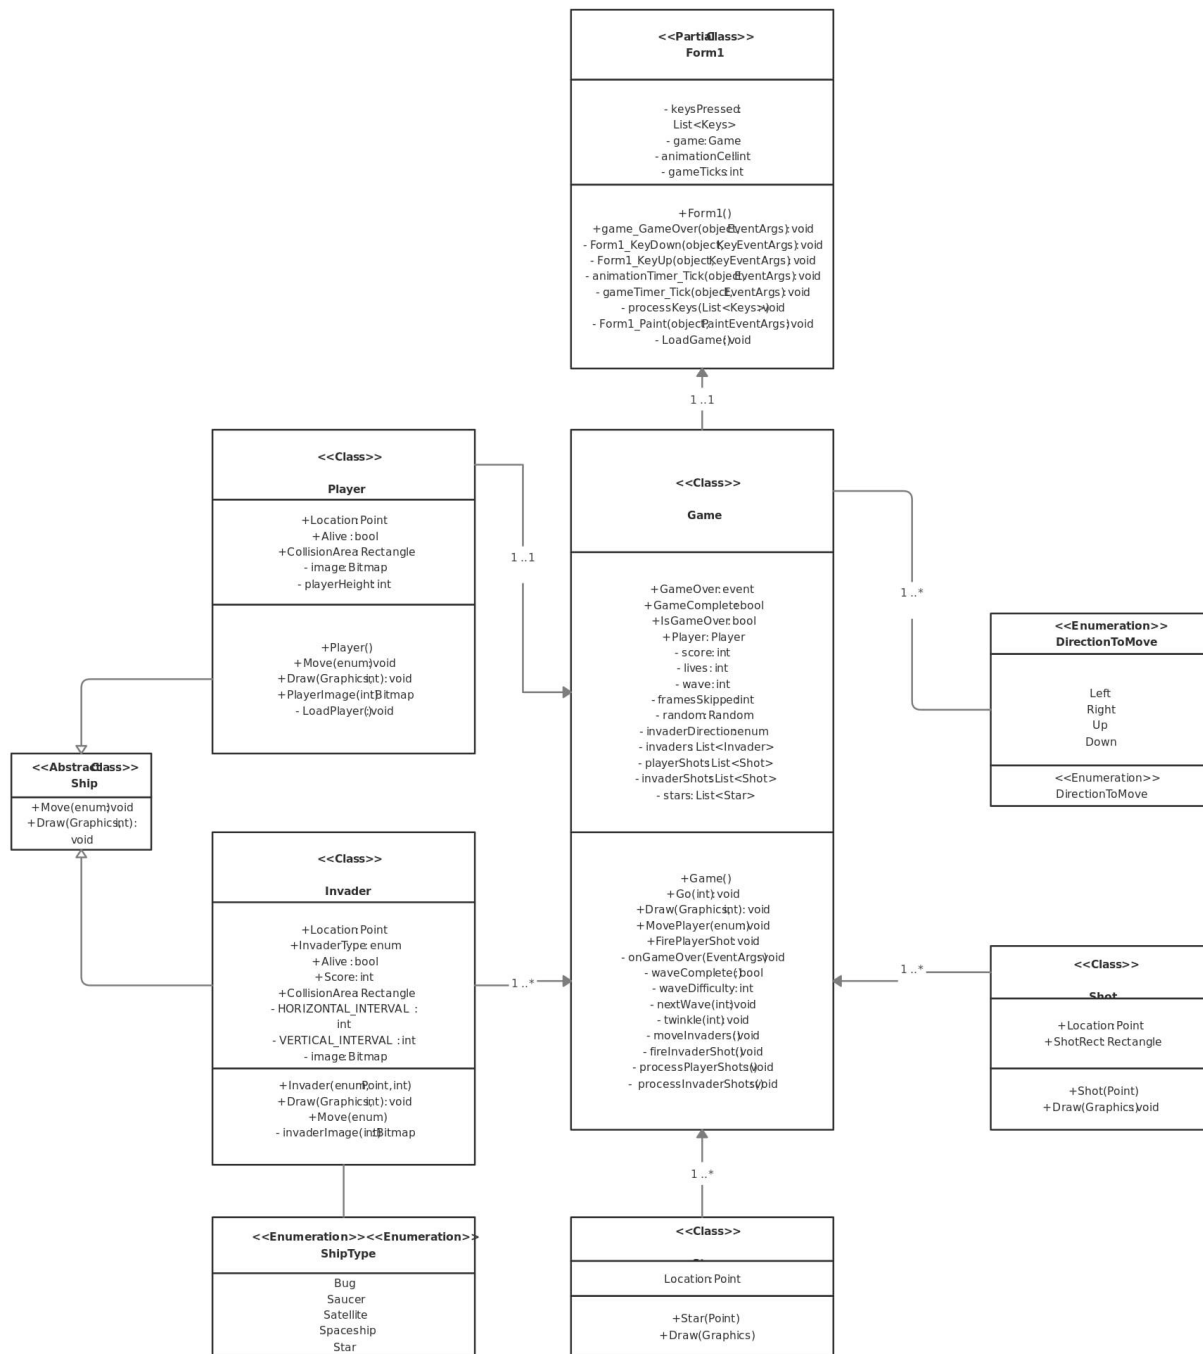 <<PartialClass>>
Form1
- keysPressed:
List<Keys>
- game:Game
- animationCell:int
- gameTicks:int
+Form1()
+game_GameOver(object,EventArgs):void
- Form1_KeyDown(object,KeyEventArgs):void
- Form1_KeyUp(object,KeyEventArgs):void
- animationTimer_Tick(object,EventArgs):void
- gameTimer_Tick(object,EventArgs):void
- processKeys(List<Keys>):void
- Form1_Paint(object,PaintEventArgs):void
- LoadGame():void
1 ..1
<<Class>>
Player
+Location:Point
+Alive :bool
+CollisionArea:Rectangle
- image:Bitmap
- playerHeight:int
+Player()
+Move(enum):void
+Draw(Graphics,int): void
+PlayerImage(int):Bitmap
- LoadPlayer():void
1 ..1
<<Class>>
Game
+GameOver:event
+GameComplete:bool
+IsGameOver:bool
+Player:Player
- score:int
- lives:int
- wave:int
- framesSkipped:int
- random:Random
- invaderDirection:enum
- invaders:List<Invader>
- playerShots:List<Shot>
- invaderShots:List<Shot>
- stars:List<Star>
+Game()
+Go(int):void
+Draw(Graphics,int): void
+MovePlayer(enum):void
+FirePlayerShot:void
- onGameOver(EventArgs):void
- waveComplete():bool
- waveDifficulty:int
- nextWave(int):void
- twinkle(int):void
- moveInvaders():void
- fireInvaderShot():void
- processPlayerShots():void
- processInvaderShots():void
1 ..*
<<Enumeration>>
DirectionToMove
Left
Right
Up
Down
<<Enumeration>>
DirectionToMove
<<AbstractClass>>
Ship
+Move(enum):void
+Draw(Graphics,int):
void
<<Class>>
Invader
+Location:Point
+InvaderType:enum
+Alive:bool
+Score:int
+CollisionArea:Rectangle
- HORIZONTAL_INTERVAL :
int
- VERTICAL_INTERVAL :int
- image:Bitmap
+Invader(enum,Point,int)
+Draw(Graphics,int): void
+Move(enum)
- invaderImage(int):Bitmap
1 ..*
1 ..*
<<Class>>
Shot
+Location:Point
+ShotRect:Rectangle
+Shot(Point)
+Draw(Graphics):void
<<Enumeration>><<Enumeration>>
ShipType
Bug
Saucer
Satellite
Spaceship
Star
1 ..*
<<Class>>
Location:Point
+Star(Point)
+Draw(Graphics)